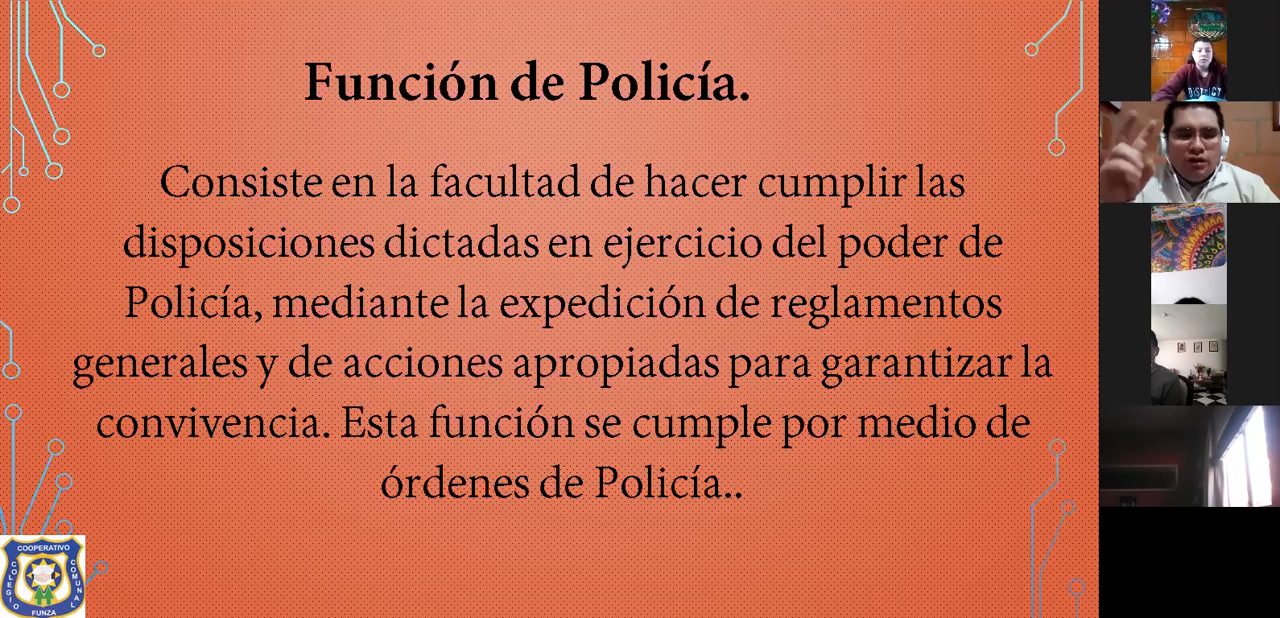 Función de Policía.
Consiste en la facultad de hacer cumplir las
disposiciones dictadas en ejercicio del poder de
Policía, mediante la expedición de reglamentos
generales y de acciones apropiadas para garantizar la
convivencia. Esta función se cumple por medio de
órdenes de Policía..
COOPERATIVO
COLEGIO
COMUNAL
FUNZA